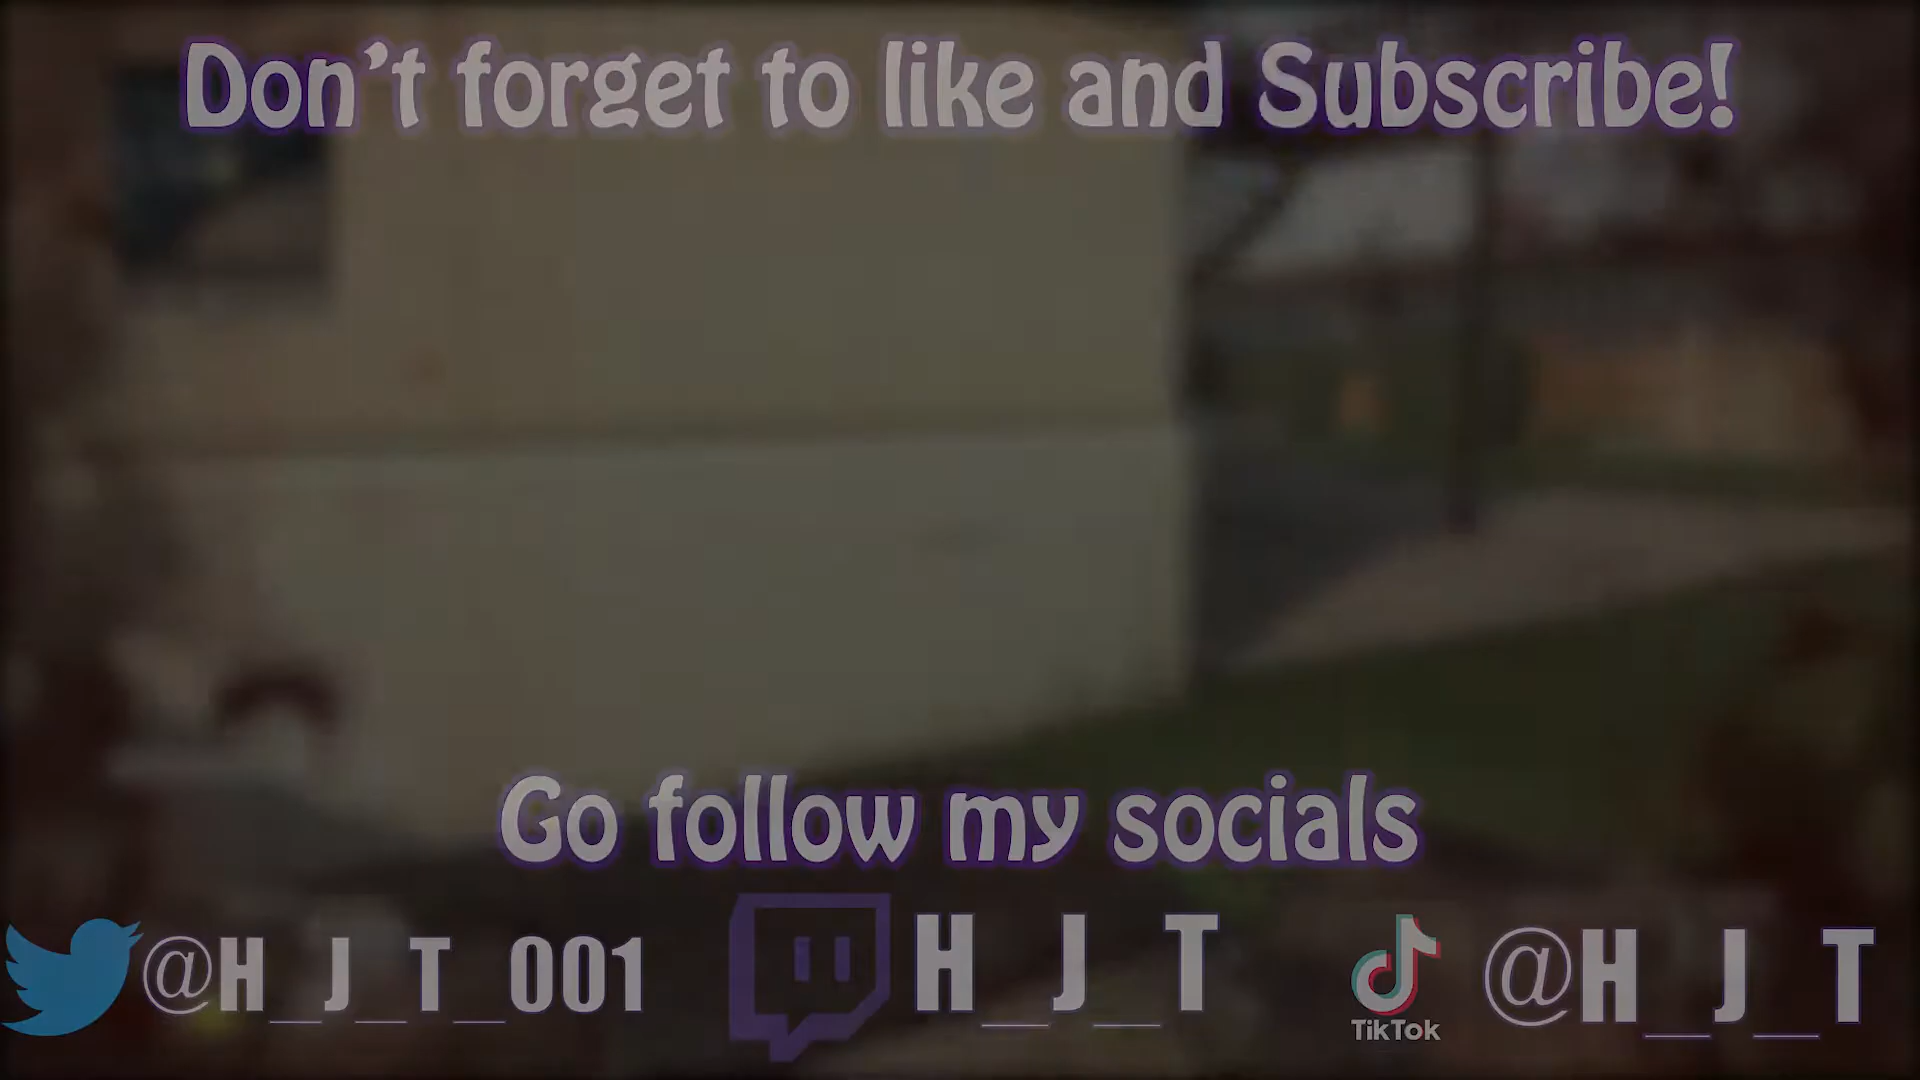 Don't forget to like and Subscribe!
Go follow my socials
@H_J_T_001 H_J_T @H_J_T
TikTok